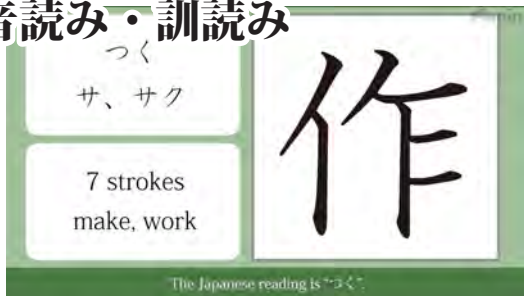 音読み・訓読み
つく
サ、サク
7 strokes
make, work
作
The Japanese reading is "つく".